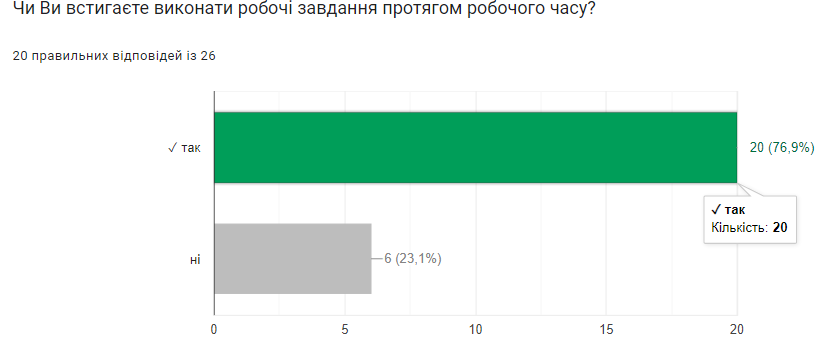 Чи Ви встигаєте виконати робочі завдання протягом робочого часу?
20 правильних відповідей із 26
✓ так
20 (76,9%)
✓ так
Кількість: 20
ні
6 (23,1%)
0 5 10 15 20